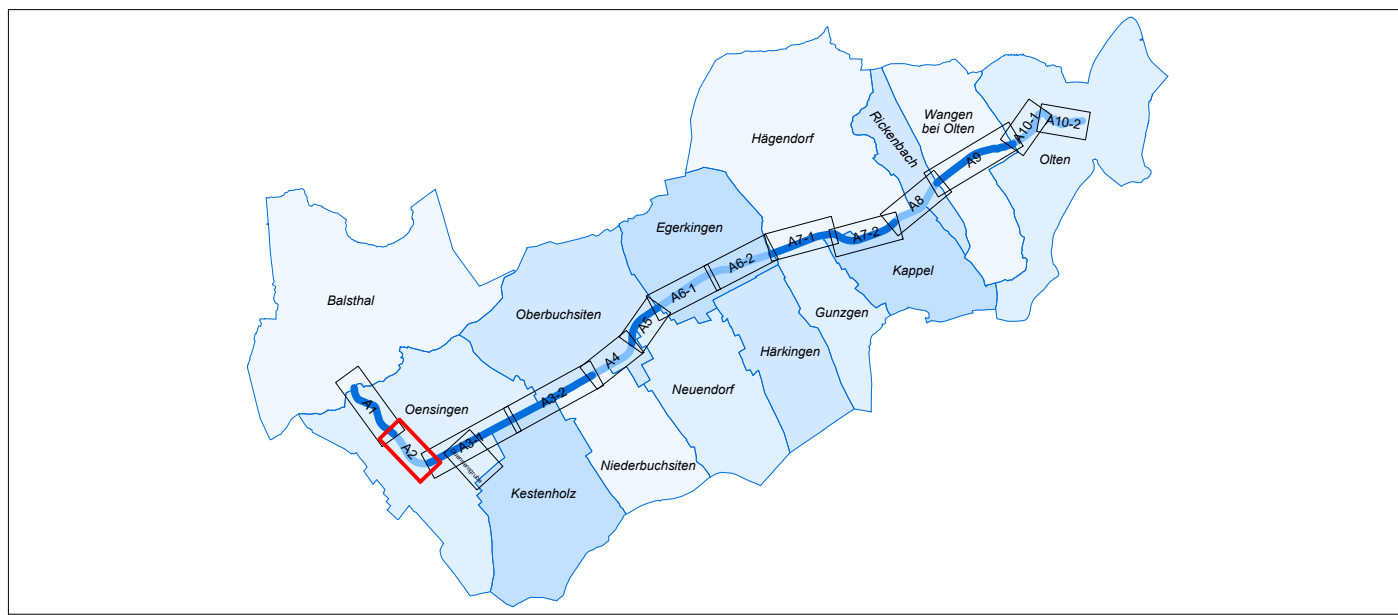 Wangen
bei Olten
Rickenbach
A10-1
A10-2
Hägendorf
Olten
A9
A8
Egerkingen
A7-1
A7-2
A6-2
Kappel
A6-1
Balsthal
Oberbuchsiten
Gunzgen
A5
Härkingen
A4
Neuendorf
A3-2
A1
Oensingen
A2
A3-1
Niederbuchsiten
Kestenholz